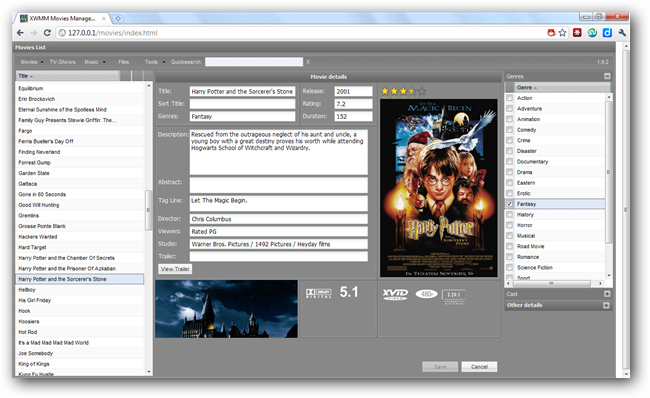 XWMM Movies Manage...
127.0.0.1/movies/index.html
Movies List
Movies TV-Shows Music Files Tools Quicksearch X 1.8.2
Title
Equilibrium
Erin Brockovich
Eternal Sunshine of the Spotless Mind
Family Guy Presents Stewie Griffin: The...
Fargo
Ferris Bueller's Day Off
Finding Neverland
Forrest Gump
Garden State
Gattaca
Gone in 60 Seconds
Good Will Hunting
Gremlins
Grosse Pointe Blank
Hackers Wanted
Hard Target
Harry Potter and the Chamber Of Secrets
Harry Potter and the Prisoner Of Azkaban
Harry Potter and the Sorcerer's Stone
Hellboy
His Girl Friday
Hook
Hoosiers
Hot Rod
It's a Mad Mad Mad Mad World
Joe Somebody
King of Kings
Kung Fu Hustle
Movie details
Title: Harry Potter and the Sorcerer's Stone
Sort Title:
Genres: Fantasy
Release: 2001
Rating: 7.2
Duration: 152
Description: Rescued from the outrageous neglect of his aunt and uncle, a
young boy with a great destiny proves his worth while attending
Hogwarts School of Witchcraft and Wizardry.
Abstract:
Tag Line: Let The Magic Begin.
Director: Chris Columbus
Viewers: Rated PG
Studio: Warner Bros. Pictures / 1492 Pictures / Heyday films
Trailer:
View Trailer
MAGIC BEGIN
Harry Potter
IN THEATERS NOVEMBER 16
DOLBY
DIGITAL
5.1
XVID
VIDEO
480
Save
Cancel
Genres
Genre
Action
Adventure
Animation
Comedy
Crime
Disaster
Documentary
Drama
Eastern
Erotic
Fantasy
History
Horror
Musical
Road Movie
Romance
Science Fiction
Sport
Cast
Other details